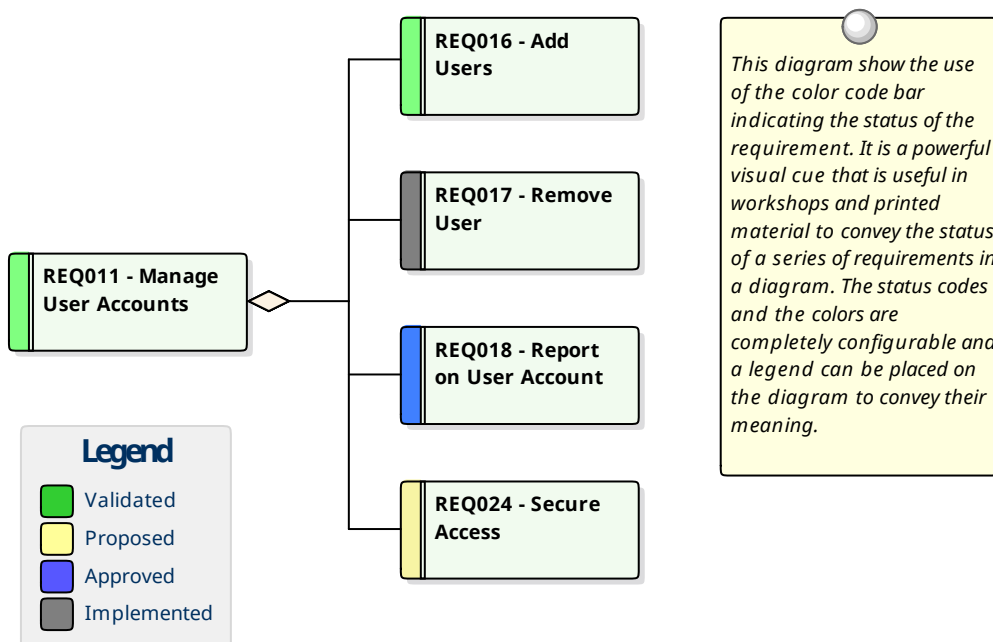 REQ016 - Add
Users
REQ017 - Remove
User
REQ011 - Manage
User Accounts
REQ018 - Report
on User Account
REQ024 - Secure
Access
Legend
Validated
Proposed
Approved
Implemented
This diagram show the use
of the color code bar
indicating the status of the
requirement. It is a powerful
visual cue that is useful in
workshops and printed
material to convey the status
of a series of requirements in
a diagram. The status codes
and the colors are
completely configurable and
a legend can be placed on
the diagram to convey their
meaning.